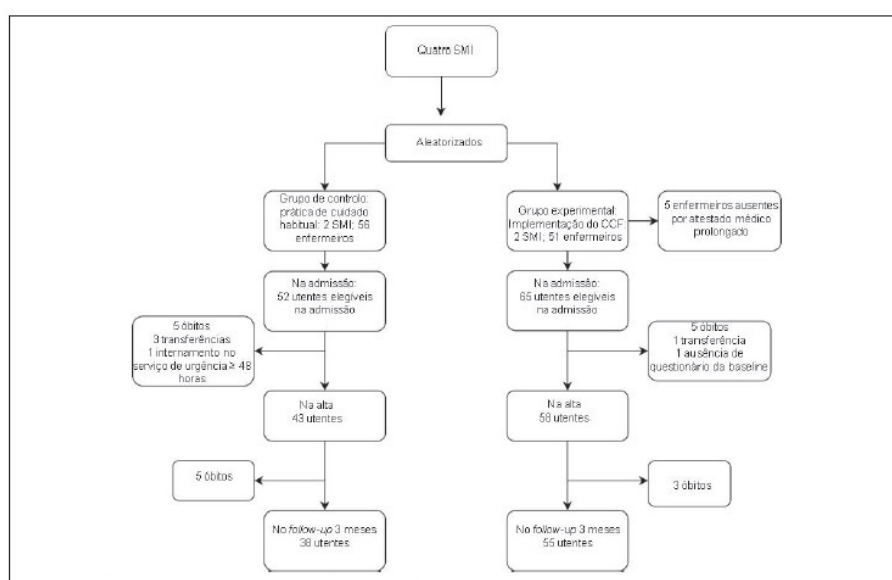 Quatro SMI
Aleatorizados
Grupo de controlo:
prática de cuidado
habitual: 2 SMI; 56
enfermeiros
Grupo experimental:
Implementação do CCF:
2 SMI; 51 enfermeiros
5 enfermeiros ausentes
por atestado médico
prolongado
Na admissão:
52 utentes elegíveis
na admissão
Na admissão:
65 utentes elegíveis
na admissão
5 óbitos
3 transferências
1 internamento no
serviço de urgência ≥ 48
horas
5 óbitos
1 transferência
1 ausência de
questionário da baseline
Na alta
43 utentes
Na alta
58 utentes
5 óbitos
3 óbitos
No follow-up 3 meses
38 utentes
No follow-up 3 meses
55 utentes